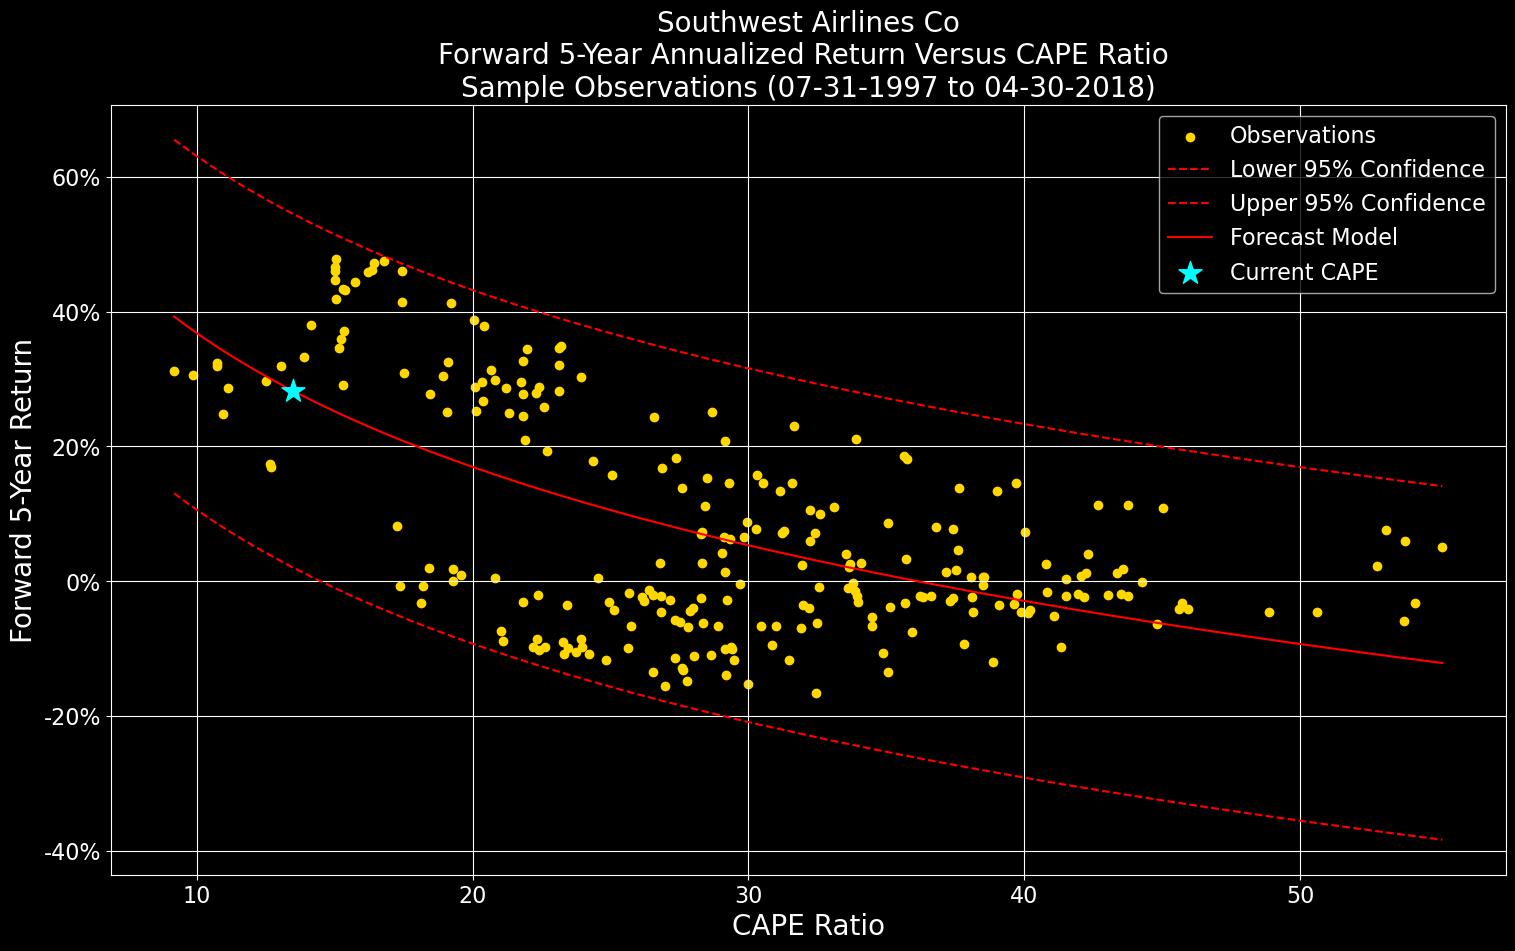 Southwest Airlines Co
Forward 5-Year Annualized Return Versus CAPE Ratio
Sample Observations (07-31-1997 to 04-30-2018)
Observations
Lower 95% Confidence
Upper 95% Confidence
Forecast Model
Current CAPE
Forward 5-Year Return
60%
40%
20%
0%
-20%
-40%
10
20
30
40
50
CAPE Ratio